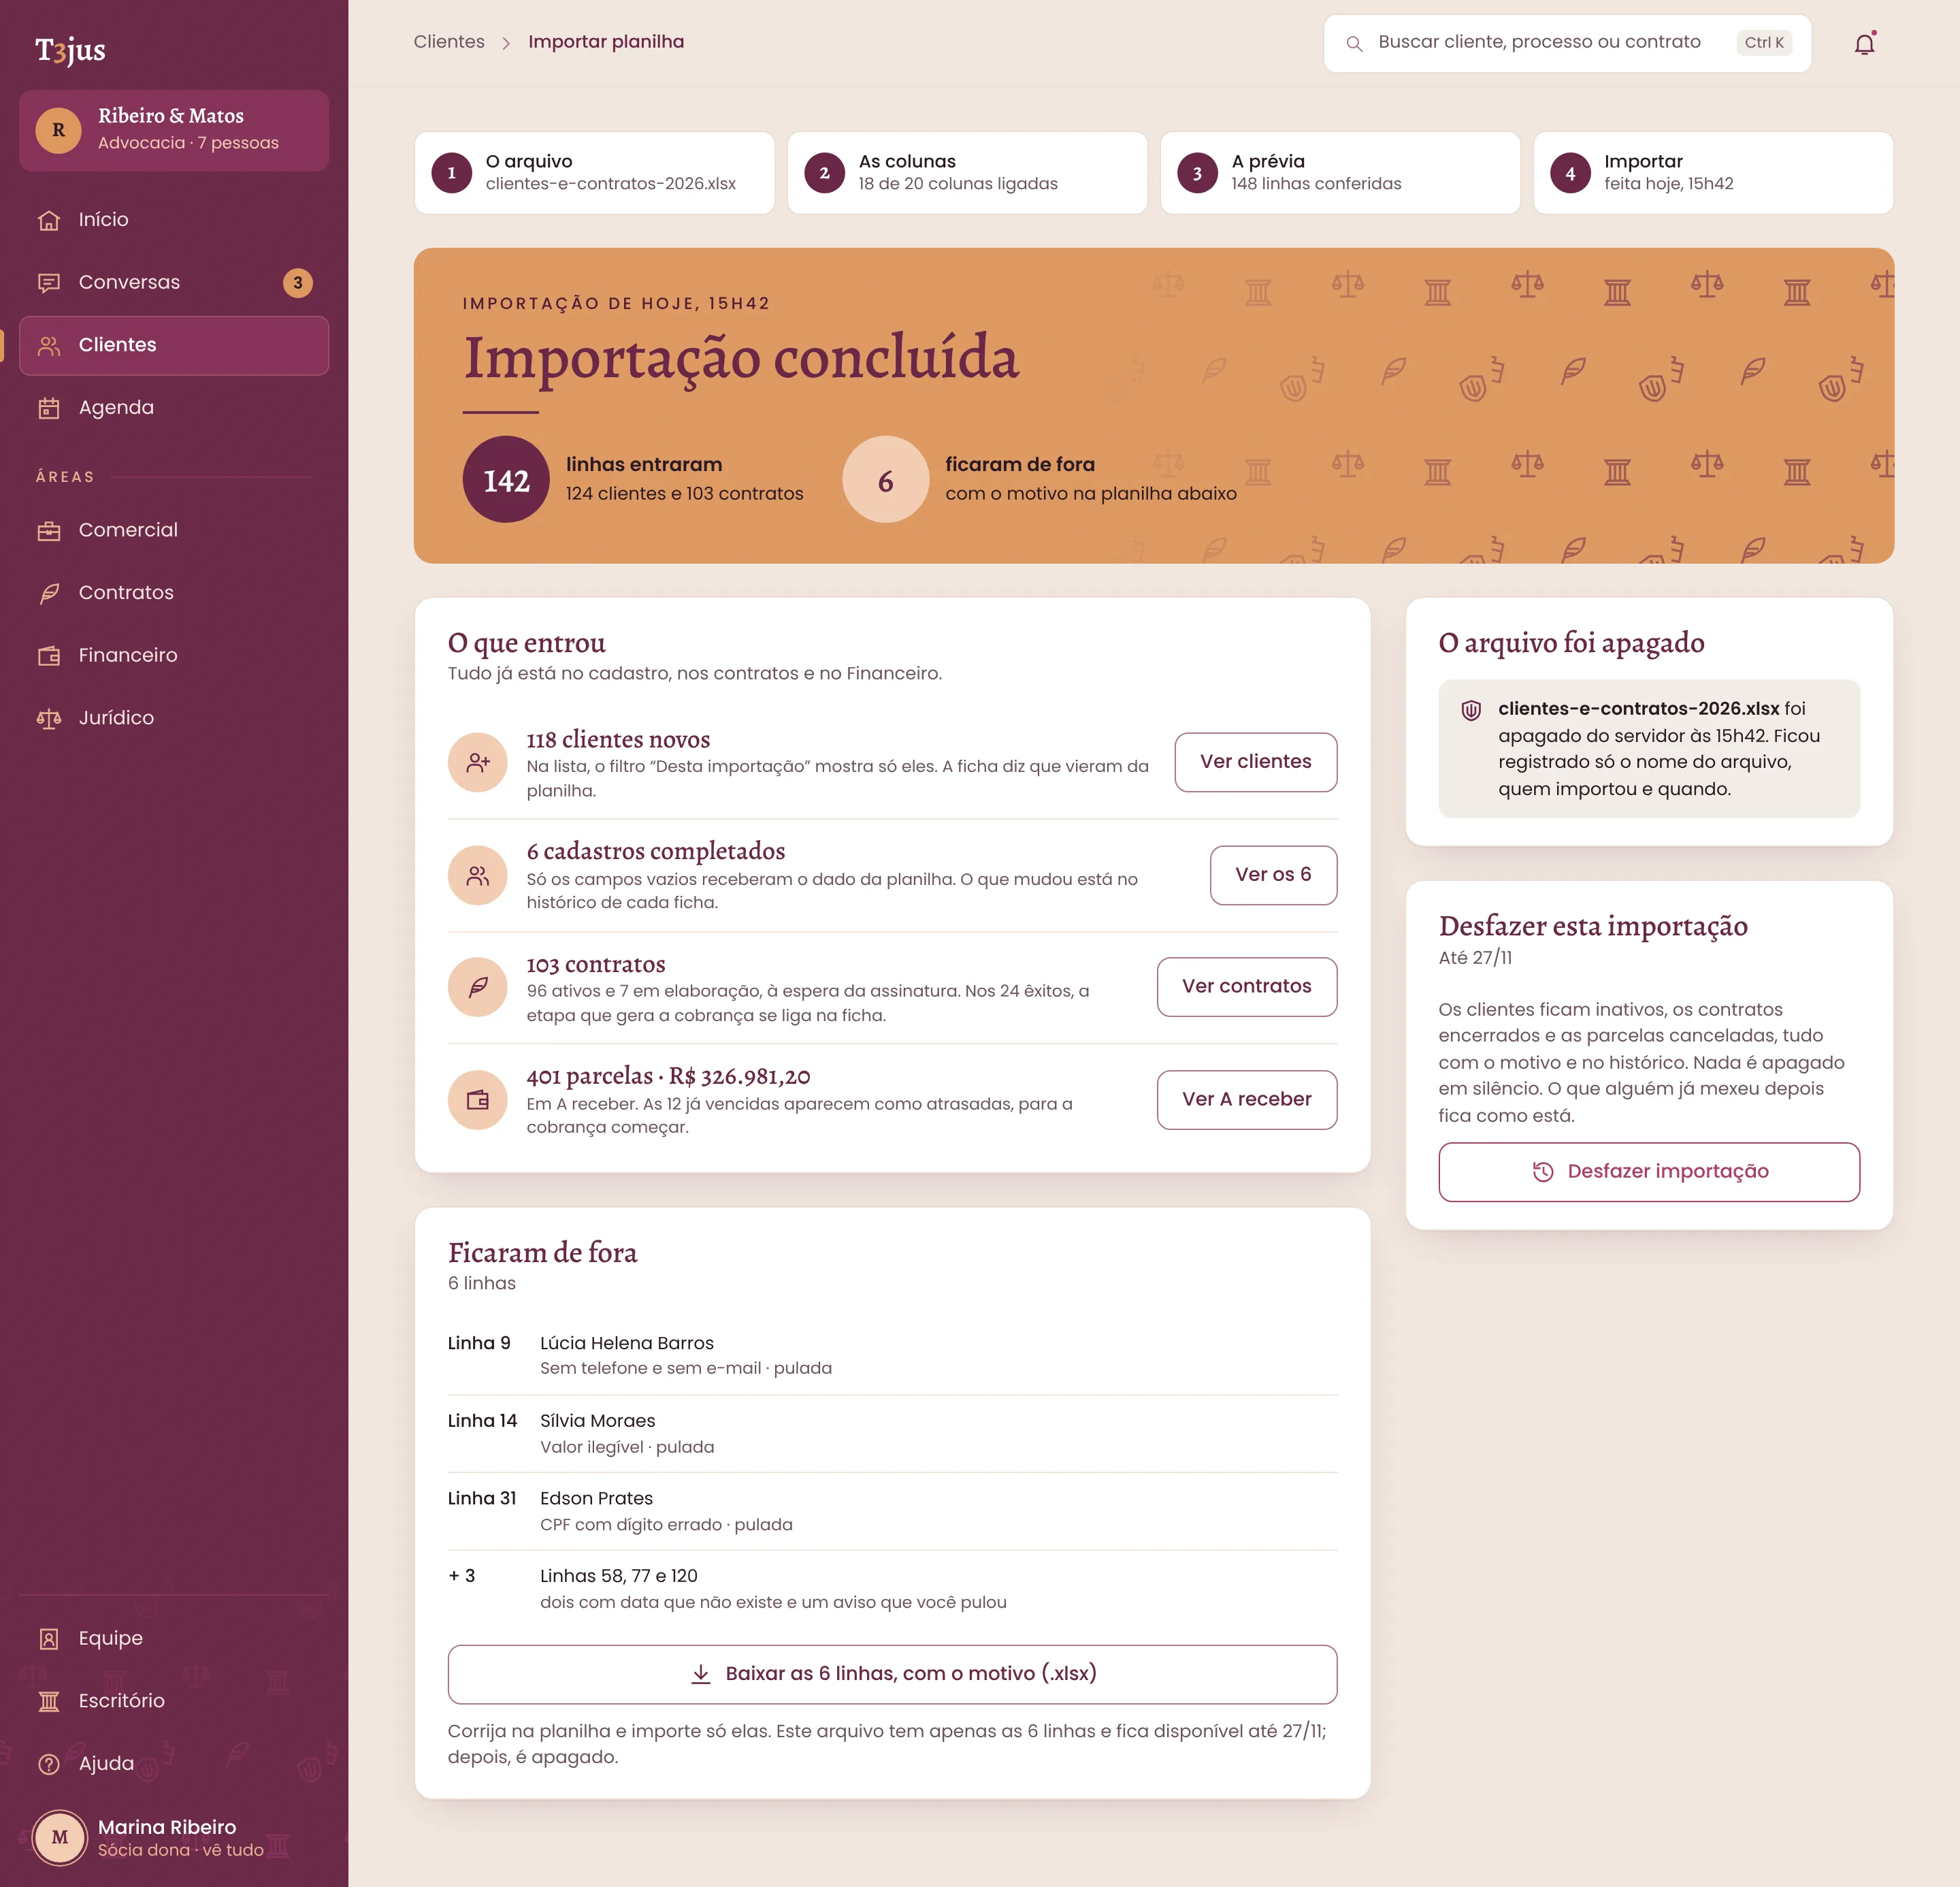 T3jus
R
Ribeiro & Matos
Advocacia · 7 pessoas
Início
Conversas
3
Clientes
Agenda
ÁREAS
Comercial
Contratos
Financeiro
Jurídico
Equipe
Escritório
Ajuda
M
Marina Ribeiro
Sócia dona · vê tudo
Clientes
Importar planilha
Buscar cliente, processo ou contrato
Ctrl K
1
O arquivo
clientes-e-contratos-2026.xlsx
2
As colunas
18 de 20 colunas ligadas
3
A prévia
148 linhas conferidas
4
Importar
feita hoje, 15h42
IMPORTAÇÃO DE HOJE, 15H42
Importação concluída
142
linhas entraram
124 clientes e 103 contratos
6
ficaram de fora
com o motivo na planilha abaixo
O que entrou
Tudo já está no cadastro, nos contratos e no Financeiro.
118 clientes novos
Na lista, o filtro “Desta importação” mostra só eles. A ficha diz que vieram da
planilha.
Ver clientes
6 cadastros completados
Só os campos vazios receberam o dado da planilha. O que mudou está no
histórico de cada ficha.
Ver os 6
103 contratos
96 ativos e 7 em elaboração, à espera da assinatura. Nos 24 êxitos, a
etapa que gera a cobrança se liga na ficha.
Ver contratos
401 parcelas · R$ 326.981,20
Em A receber. As 12 já vencidas aparecem como atrasadas, para a
cobrança começar.
Ver A receber
Ficaram de fora
6 linhas
Linha 9
Lúcia Helena Barros
Sem telefone e sem e-mail · pulada
Linha 14
Sílvia Moraes
Valor ilegível · pulada
Linha 31
Edson Prates
CPF com dígito errado · pulada
+ 3
Linhas 58, 77 e 120
dois com data que não existe e um aviso que você pulou
Baixar as 6 linhas, com o motivo (.xlsx)
Corrija na planilha e importe só elas. Este arquivo tem apenas as 6 linhas e fica disponível até 27/11;
depois, é apagado.
O arquivo foi apagado
clientes-e-contratos-2026.xlsx foi
apagado do servidor às 15h42. Ficou
registrado só o nome do arquivo,
quem importou e quando.
Desfazer esta importação
Até 27/11
Os clientes ficam inativos, os contratos
encerrados e as parcelas canceladas, tudo
com o motivo e no histórico. Nada é apagado
em silêncio. O que alguém já mexeu depois
fica como está.
Desfazer importação